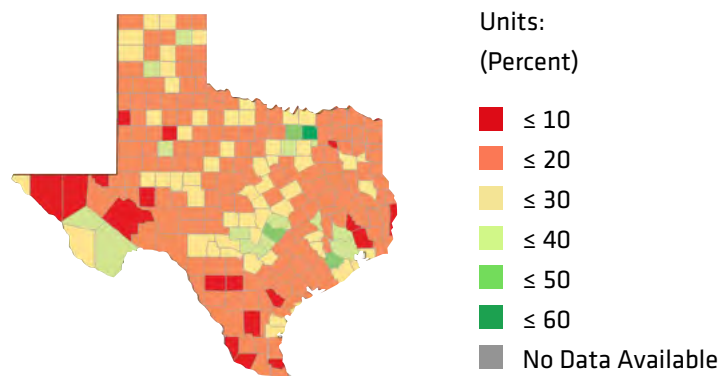 Units:
(Percent)
≤ 10
≤ 20
≤ 30
≤ 40
≤ 50
≤ 60
No Data Available